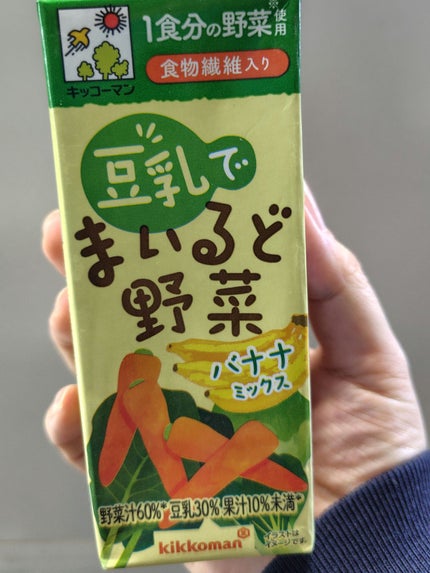 1食分の野菜※使用
食物繊維入り
キッコーマン
豆乳で
まいるど
野菜
バナナ
ミックス
野菜汁60%*豆乳30%・果汁10%未満*
kikkoman
イラストは
イメージです。